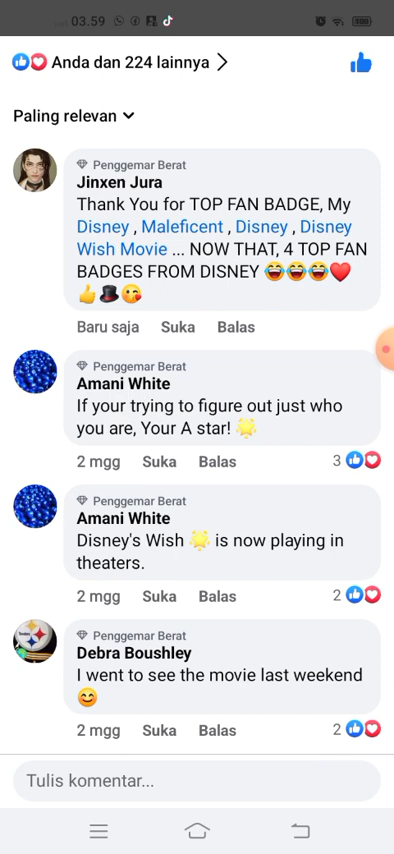 03.59
Anda dan 224 lainnya
Paling relevan
Penggemar Berat
Jinxen Jura
Thank You for TOP FAN BADGE, My
Disney , Maleficent , Disney , Disney
Wish Movie ... NOW THAT, 4 TOP FAN
BADGES FROM DISNEY 😂😂😂❤️
👍🎩😘
Baru saja Suka Balas
Penggemar Berat
Amani White
If your trying to figure out just who
you are, Your A star! 🌟
2 mgg Suka Balas 3
Penggemar Berat
Amani White
Disney's Wish 🌟 is now playing in
theaters.
2 mgg Suka Balas 2
Penggemar Berat
Debra Boushley
I went to see the movie last weekend
😊
2 mgg Suka Balas 2
Tulis komentar...